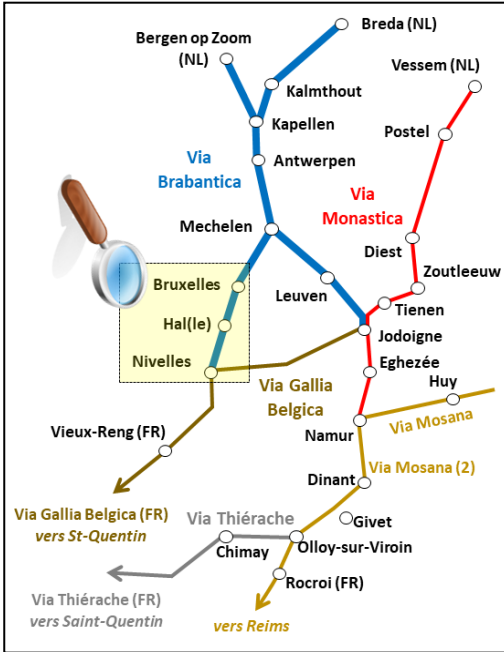 Breda (NL)
Bergen op Zoom
(NL)
Vessem (NL)
Kalmthout
Kapellen
Postel
Via
Brabantica
Antwerpen
Via
Monastica
Mechelen
Diest
Zoutleeuw
Bruxelles
Leuven
Tienen
Hal(le)
Jodoigne
Nivelles
Eghezée
Via Gallia
Belgica
Huy
Via Mosana
Namur
Vieux-Reng (FR)
Via Mosana (2)
Dinant
Via Gallia Belgica (FR)
vers St-Quentin
Via Thiérache
Givet
Chimay
Olloy-sur-Viroin
Rocroi (FR)
Via Thiérache (FR)
vers Saint-Quentin
vers Reims